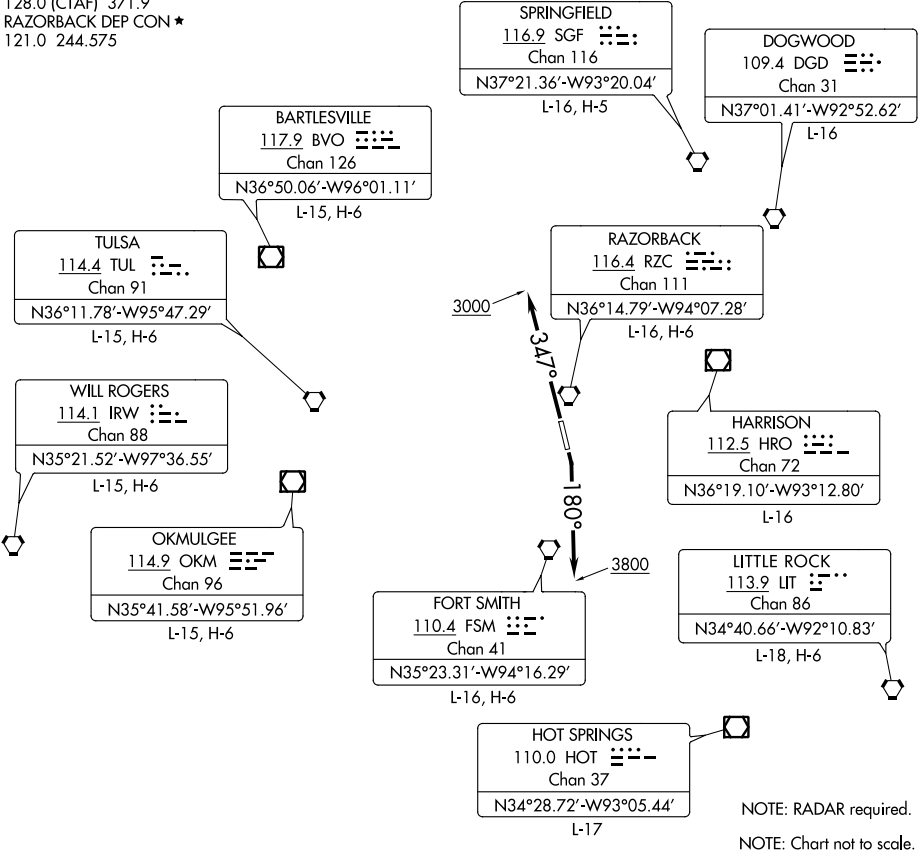 128.0 (CTAF) 371.9
RAZORBACK DEP CON ★
121.0 244.575
SPRINGFIELD
116.9 SGF
Chan 116
N37°21.36'-W93°20.04'
L-16, H-5
DOGWOOD
109.4 DGD
Chan 31
N37°01.41'-W92°52.62'
L-16
BARTLESVILLE
117.9 BVO
Chan 126
N36°50.06'-W96°01.11'
L-15, H-6
TULSA
114.4 TUL
Chan 91
N36°11.78'-W95°47.29'
L-15, H-6
RAZORBACK
116.4 RZC
Chan 111
N36°14.79'-W94°07.28'
L-16, H-6
3000
347°
WILL ROGERS
114.1 IRW
Chan 88
N35°21.52'-W97°36.55'
L-15, H-6
HARRISON
112.5 HRO
Chan 72
N36°19.10'-W93°12.80'
L-16
180°
3800
OKMULGEE
114.9 OKM
Chan 96
N35°41.58'-W95°51.96'
L-15, H-6
FORT SMITH
110.4 FSM
Chan 41
N35°23.31'-W94°16.29'
L-16, H-6
LITTLE ROCK
113.9 LIT
Chan 86
N34°40.66'-W92°10.83'
L-18, H-6
HOT SPRINGS
110.0 HOT
Chan 37
N34°28.72'-W93°05.44'
L-17
NOTE: RADAR required.
NOTE: Chart not to scale.